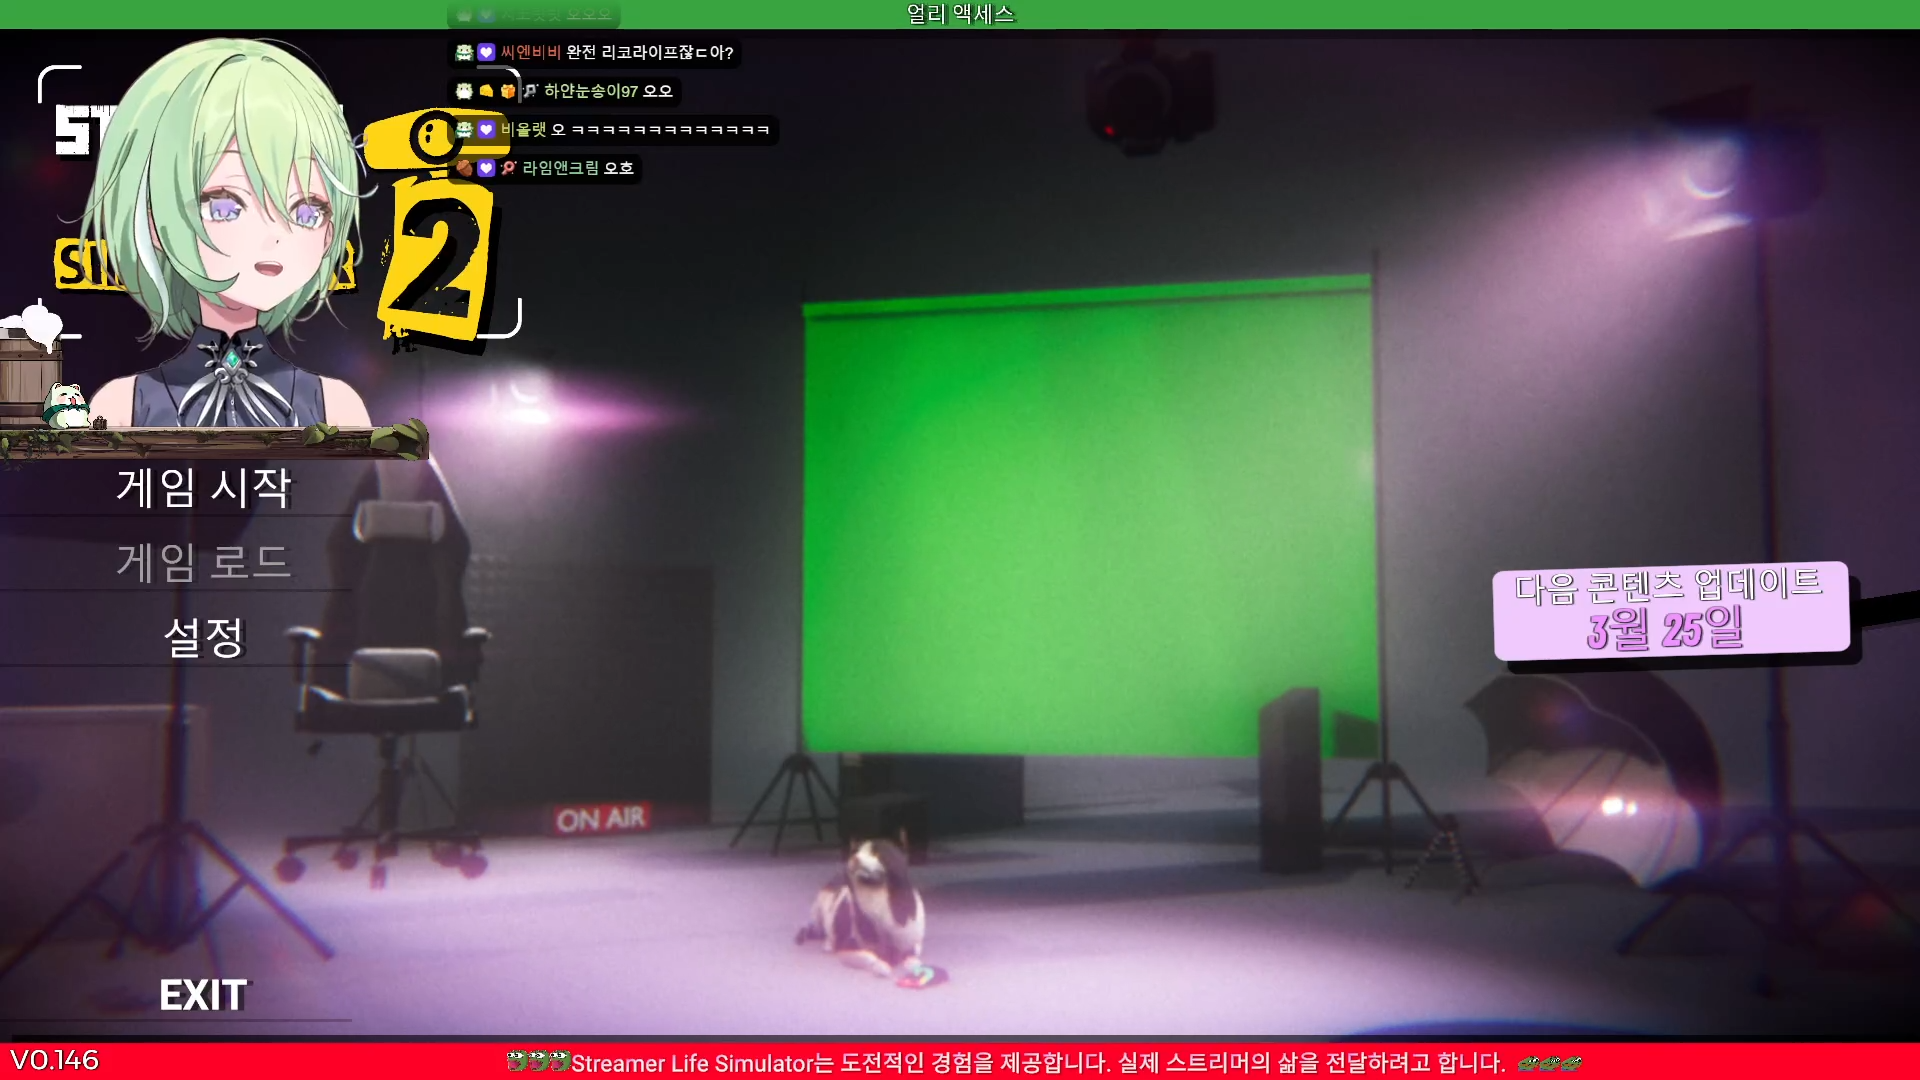 얼리 액세스
씨엔비비 완전 리코라이프잖ㄷ아?
하얀눈송이97 오오
비올랫 오 ㅋㅋㅋㅋㅋㅋㅋㅋㅋㅋㅋㅋㅋ
라임앤크림 오호
2
게임 시작
게임 로드
설정
다음 콘텐츠 업데이트
3월 25일
ON AIR
EXIT
V0.146
Streamer Life Simulator는 도전적인 경험을 제공합니다. 실제 스트리머의 삶을 전달하려고 합니다.